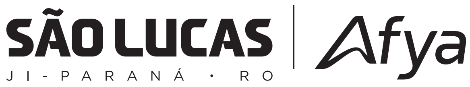 SÃO LUCAS
JI-PARANÁ • RO
Afya